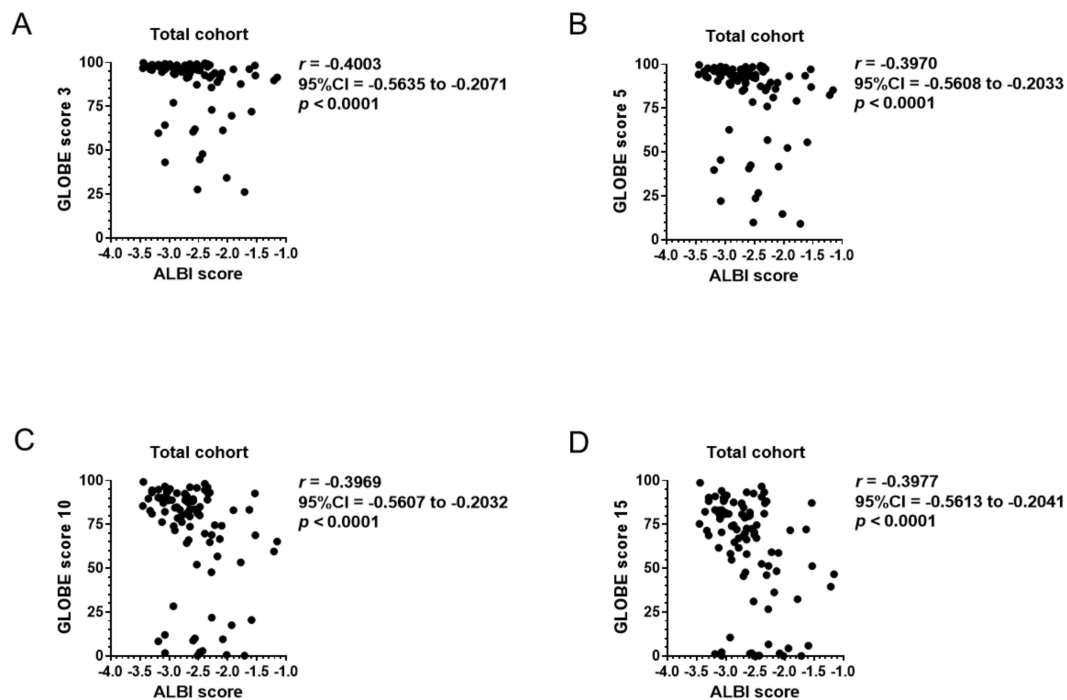 A
Total cohort
r = -0.4003
95%CI = -0.5635 to -0.2071
p < 0.0001
GLOBE score 3
100
75
50
25
0
-4.0 -3.5 -3.0 -2.5 -2.0 -1.5 -1.0
ALBI score
B
Total cohort
r = -0.3970
95%CI = -0.5608 to -0.2033
p < 0.0001
GLOBE score 5
100
75
50
25
0
-4.0 -3.5 -3.0 -2.5 -2.0 -1.5 -1.0
ALBI score
C
Total cohort
r = -0.3969
95%CI = -0.5607 to -0.2032
p < 0.0001
GLOBE score 10
100
75
50
25
0
-4.0 -3.5 -3.0 -2.5 -2.0 -1.5 -1.0
ALBI score
D
Total cohort
r = -0.3977
95%CI = -0.5613 to -0.2041
p < 0.0001
GLOBE score 15
100
75
50
25
0
-4.0 -3.5 -3.0 -2.5 -2.0 -1.5 -1.0
ALBI score